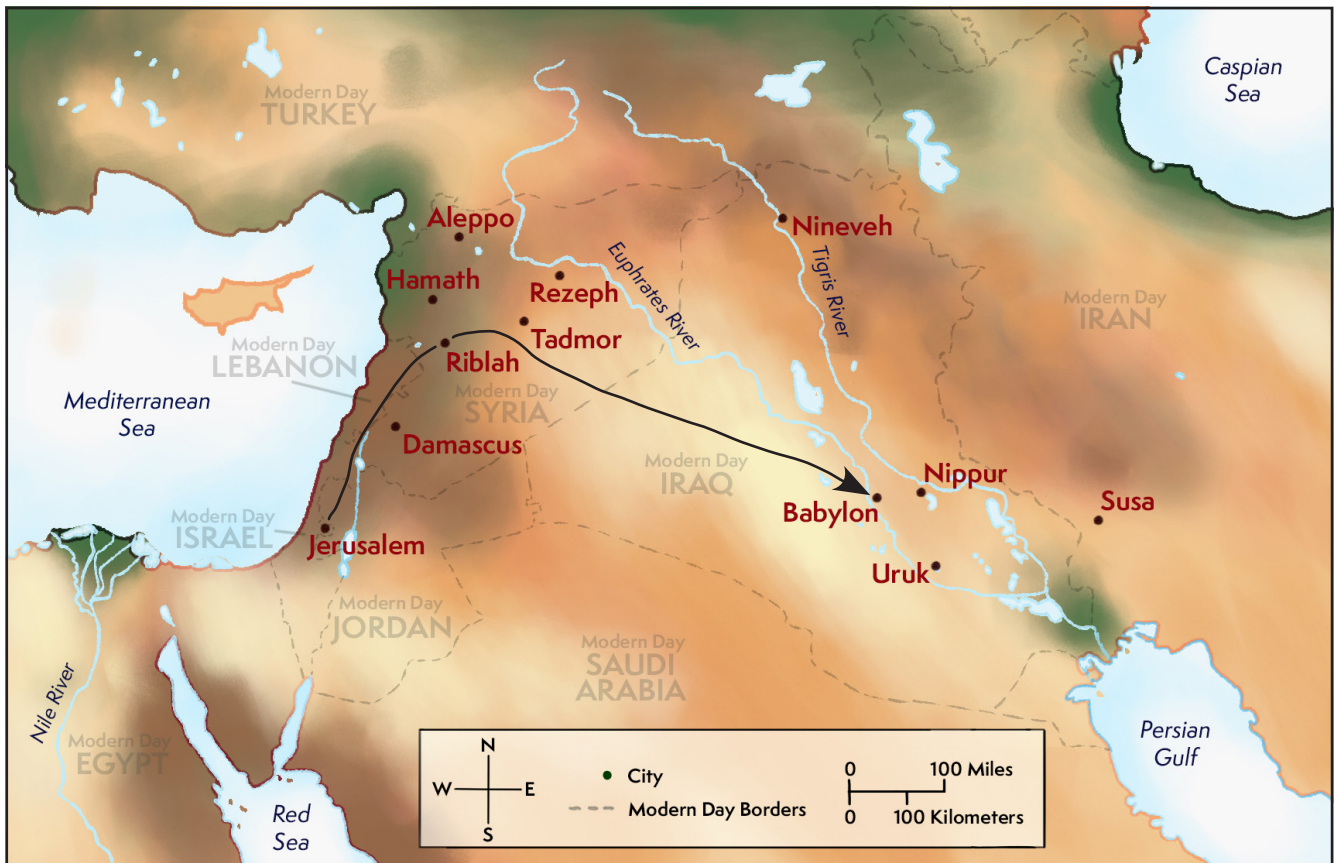 Caspian
Sea
Modern Day
TURKEY
Aleppo
Nineveh
Hamath
Euphrates River
Tigris River
Rezeph
Modern Day
IRAN
Tadmor
Modern Day
LEBANON
Riblah
Mediterranean
Sea
Modern Day
SYRIA
Damascus
Modern Day
IRAQ
Nippur
Susa
Babylon
Modern Day
ISRAEL
Jerusalem
Uruk
Modern Day
JORDAN
Modern Day
SAUDI
ARABIA
Nile River
Modern Day
EGYPT
Persian
Gulf
Red
Sea
N
W
E
S
City
Modern Day Borders
0 100 Miles
0 100 Kilometers